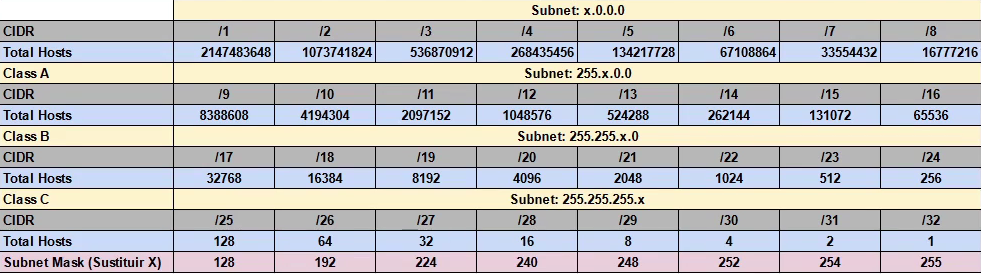 Subnet: x.0.0.0
CIDR /1 /2 /3 /4 /5 /6 /7 /8
Total Hosts 2147483648 1073741824 536870912 268435456 134217728 67108864 33554432 16777216
Class A Subnet: 255.x.0.0
CIDR /9 /10 /11 /12 /13 /14 /15 /16
Total Hosts 8388608 4194304 2097152 1048576 524288 262144 131072 65536
Class B Subnet: 255.255.x.0
CIDR /17 /18 /19 /20 /21 /22 /23 /24
Total Hosts 32768 16384 8192 4096 2048 1024 512 256
Class C Subnet: 255.255.255.x
CIDR /25 /26 /27 /28 /29 /30 /31 /32
Total Hosts 128 64 32 16 8 4 2 1
Subnet Mask (Sustituir X) 128 192 224 240 248 252 254 255